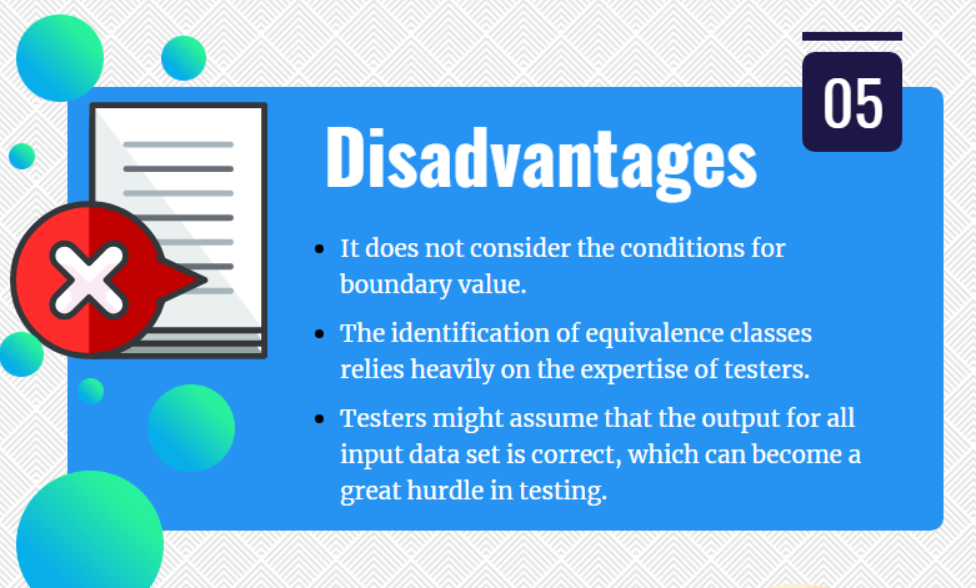 05
Disadvantages
It does not consider the conditions for
boundary value.
The identification of equivalence classes
relies heavily on the expertise of testers.
Testers might assume that the output for all
input data set is correct, which can become a
great hurdle in testing.